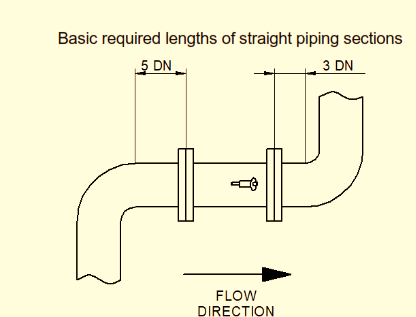 Basic required lengths of straight piping sections
5 DN
3 DN
FLOW
DIRECTION